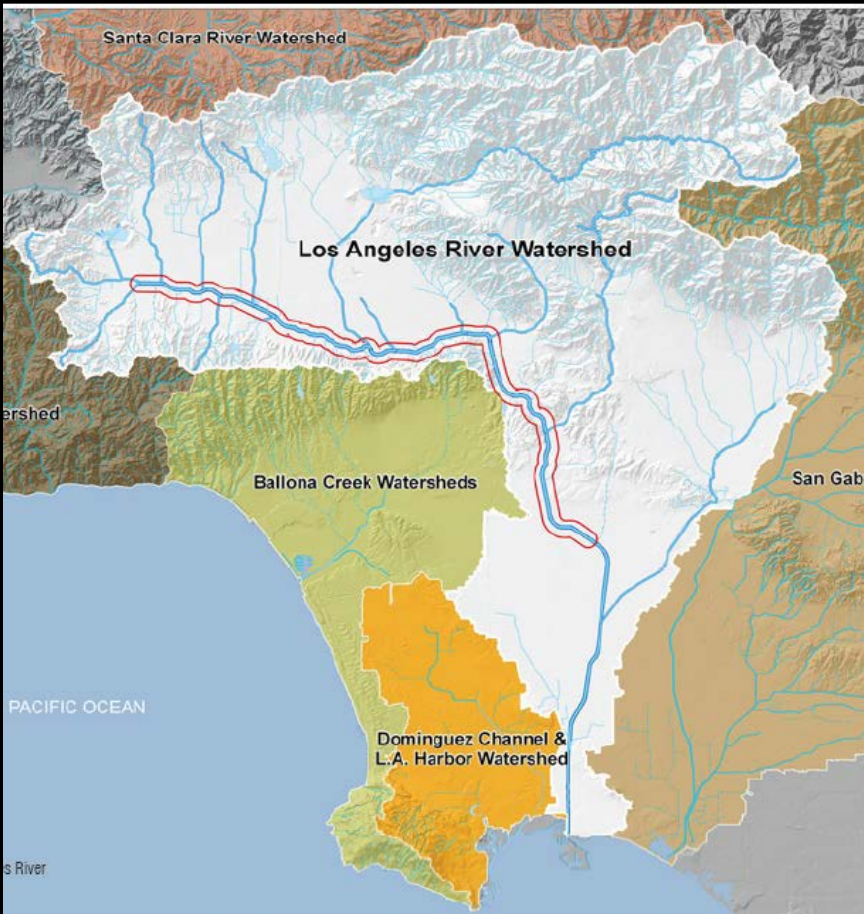 Santa Clara River Watershed
Los Angeles River Watershed
ershed
Ballona Creek Watersheds
San Gab
PACIFIC OCEAN
Dominguez Channel &
L.A. Harbor Watershed
s River